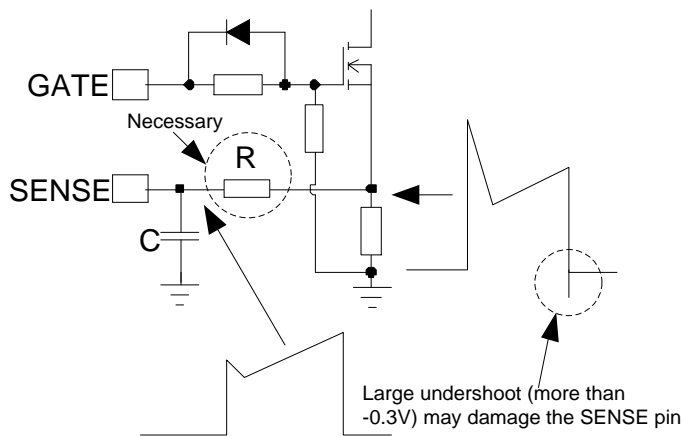 GATE
Necessary
R
SENSE
C
Large undershoot (more than
-0.3V) may damage the SENSE pin